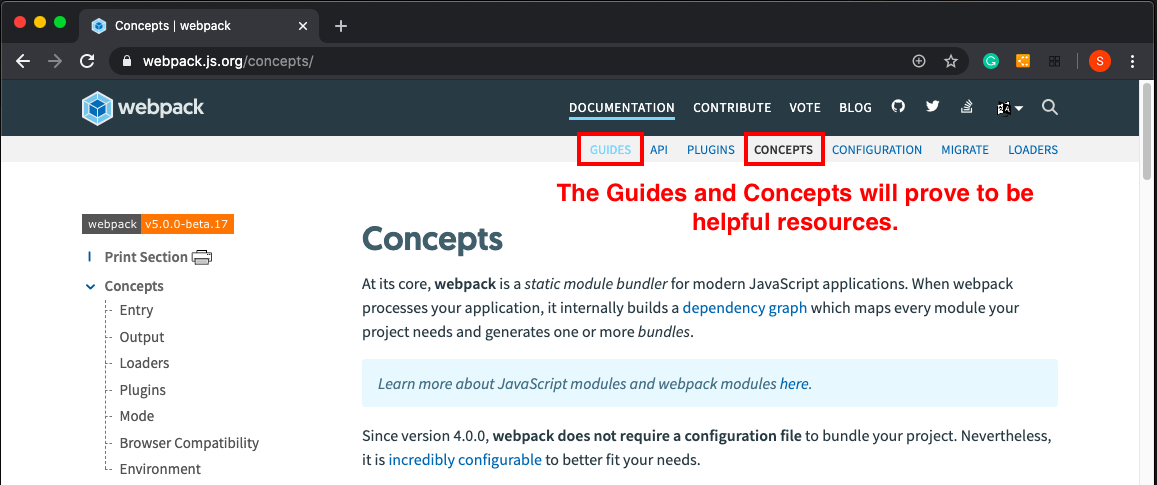 Concepts | webpack
webpack.js.org/concepts/
S
webpack
DOCUMENTATION CONTRIBUTE VOTE BLOG
GUIDES API PLUGINS CONCEPTS CONFIGURATION MIGRATE LOADERS
The Guides and Concepts will prove to be
helpful resources.
webpack v5.0.0-beta.17
Print Section
Concepts
Entry
Output
Loaders
Plugins
Mode
Browser Compatibility
Environment
Concepts
At its core, webpack is a static module bundler for modern JavaScript applications. When webpack
processes your application, it internally builds a dependency graph which maps every module your
project needs and generates one or more bundles.
Learn more about JavaScript modules and webpack modules here.
Since version 4.0.0, webpack does not require a configuration file to bundle your project. Nevertheless,
it is incredibly configurable to better fit your needs.